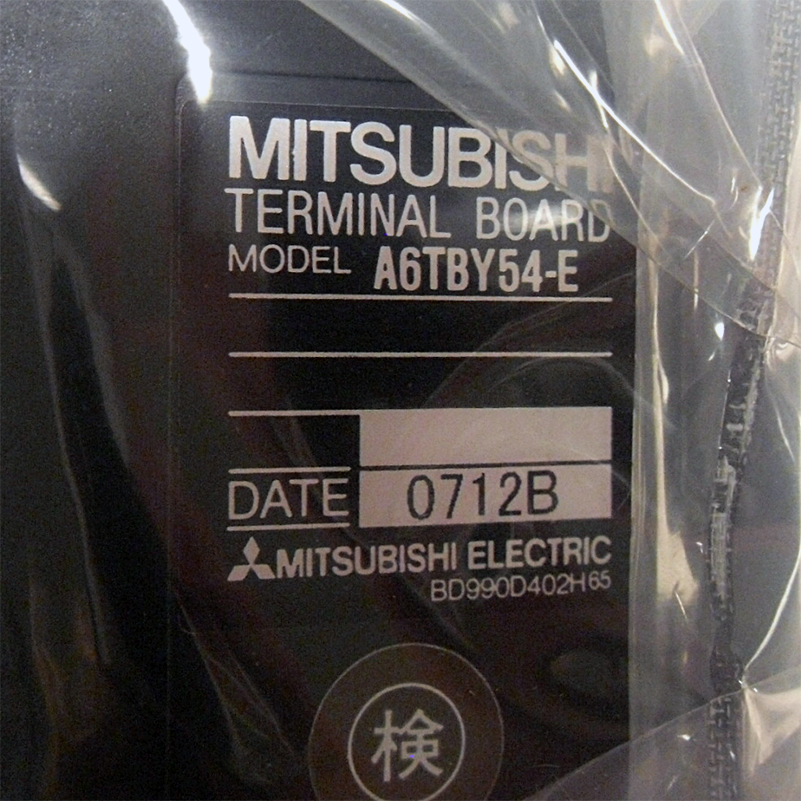 MITSUBISHI
TERMINAL BOARD
MODEL A6TBY54-E
DATE 0712B
MITSUBISHI ELECTRIC
BD990D402H65
検